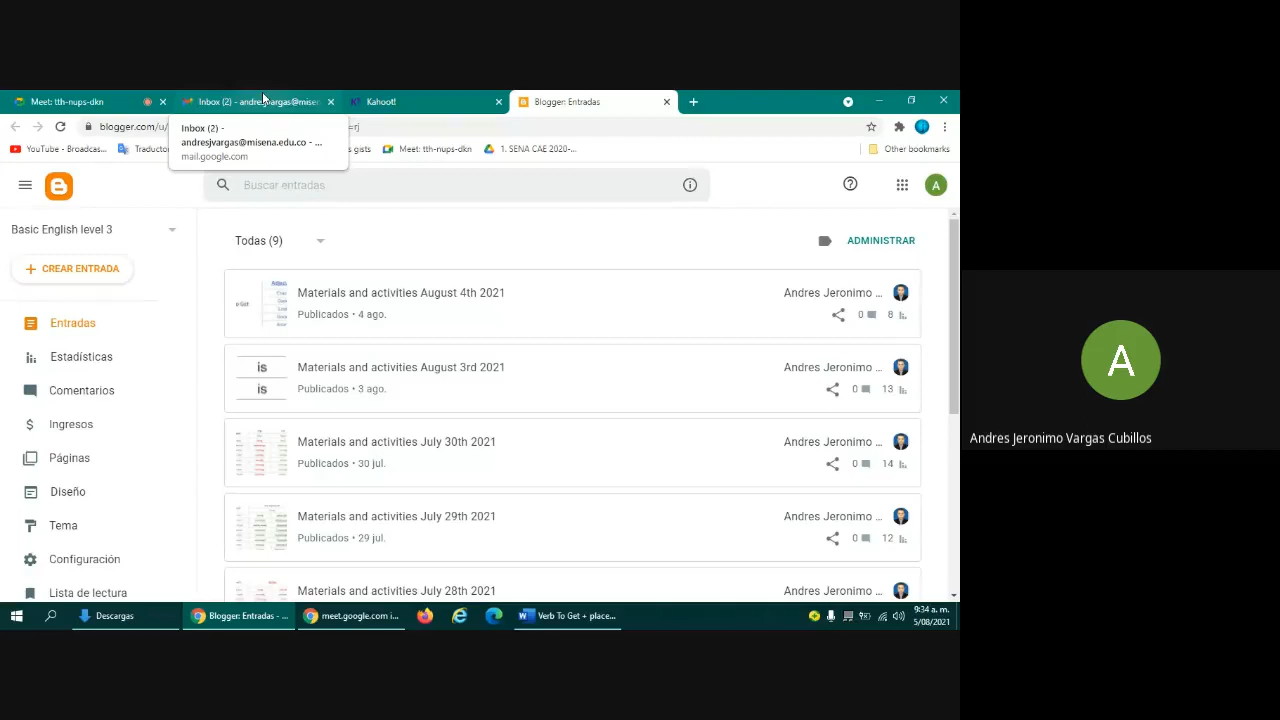 Meet: tth-nups-dkn
Inbox (2) - andresjvargas@misen
Kahoot!
Blogger: Entradas
blogger.com/u/
=rj
Inbox (2) -
andresjvargas@misena.edu.co - ...
mail.google.com
YouTube - Broadcas...
Traductor
s gists
Meet: tth-nups-dkn
1. SENA CAE 2020-...
Other bookmarks
Buscar entradas
A
Basic English level 3
Todas (9)
ADMINISTRAR
CREAR ENTRADA
Materials and activities August 4th 2021
Andres Jeronimo ...
Publicados • 4 ago.
0
8
Entradas
Estadísticas
is
is
Materials and activities August 3rd 2021
Andres Jeronimo ...
Publicados • 3 ago.
0
13
Comentarios
Ingresos
Materials and activities July 30th 2021
Andres Jeronimo ...
Publicados • 30 jul.
0
14
Páginas
Diseño
Materials and activities July 29th 2021
Andres Jeronimo ...
Publicados • 29 jul.
0
12
Tema
Configuración
Lista de lectura
Materials and activities July 28th 2021
Andres Jeronimo ...
A
Andres Jeronimo Vargas Cubillos
Descargas
Blogger: Entradas - ...
meet.google.com i...
Verb To Get + place...
9:34 a. m.
5/08/2021